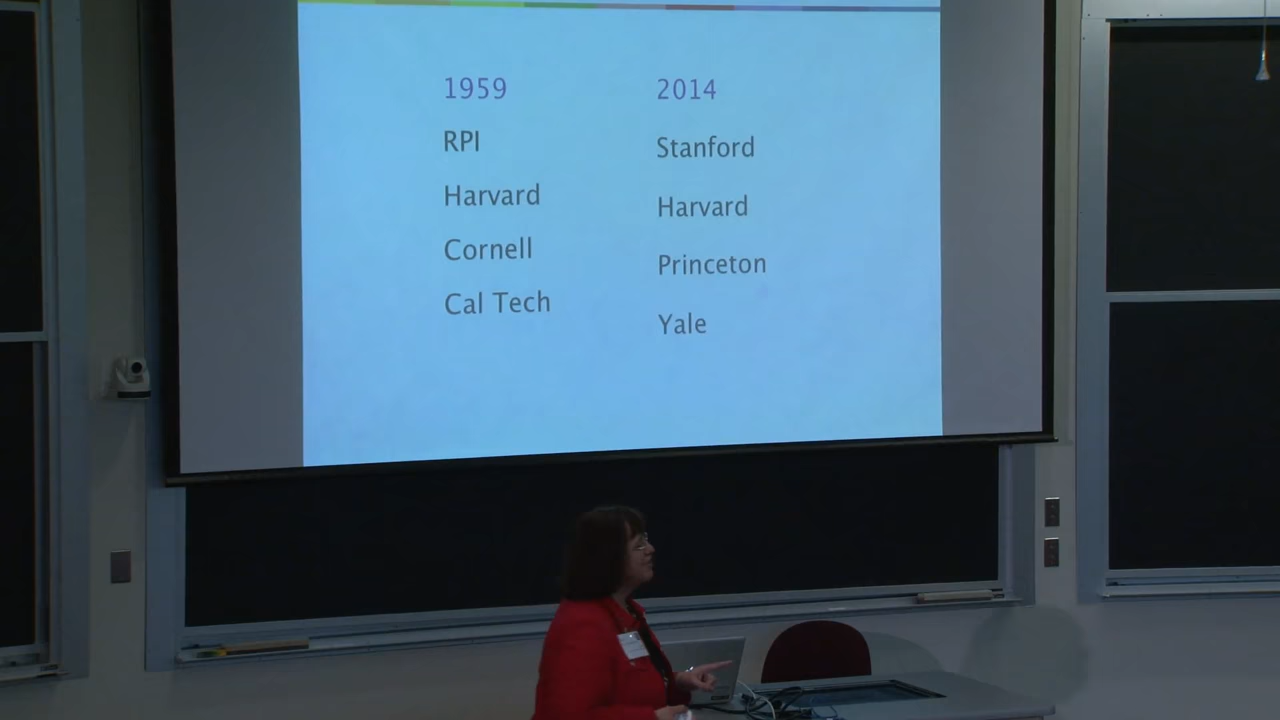 1959
RPI
Harvard
Cornell
Cal Tech
2014
Stanford
Harvard
Princeton
Yale